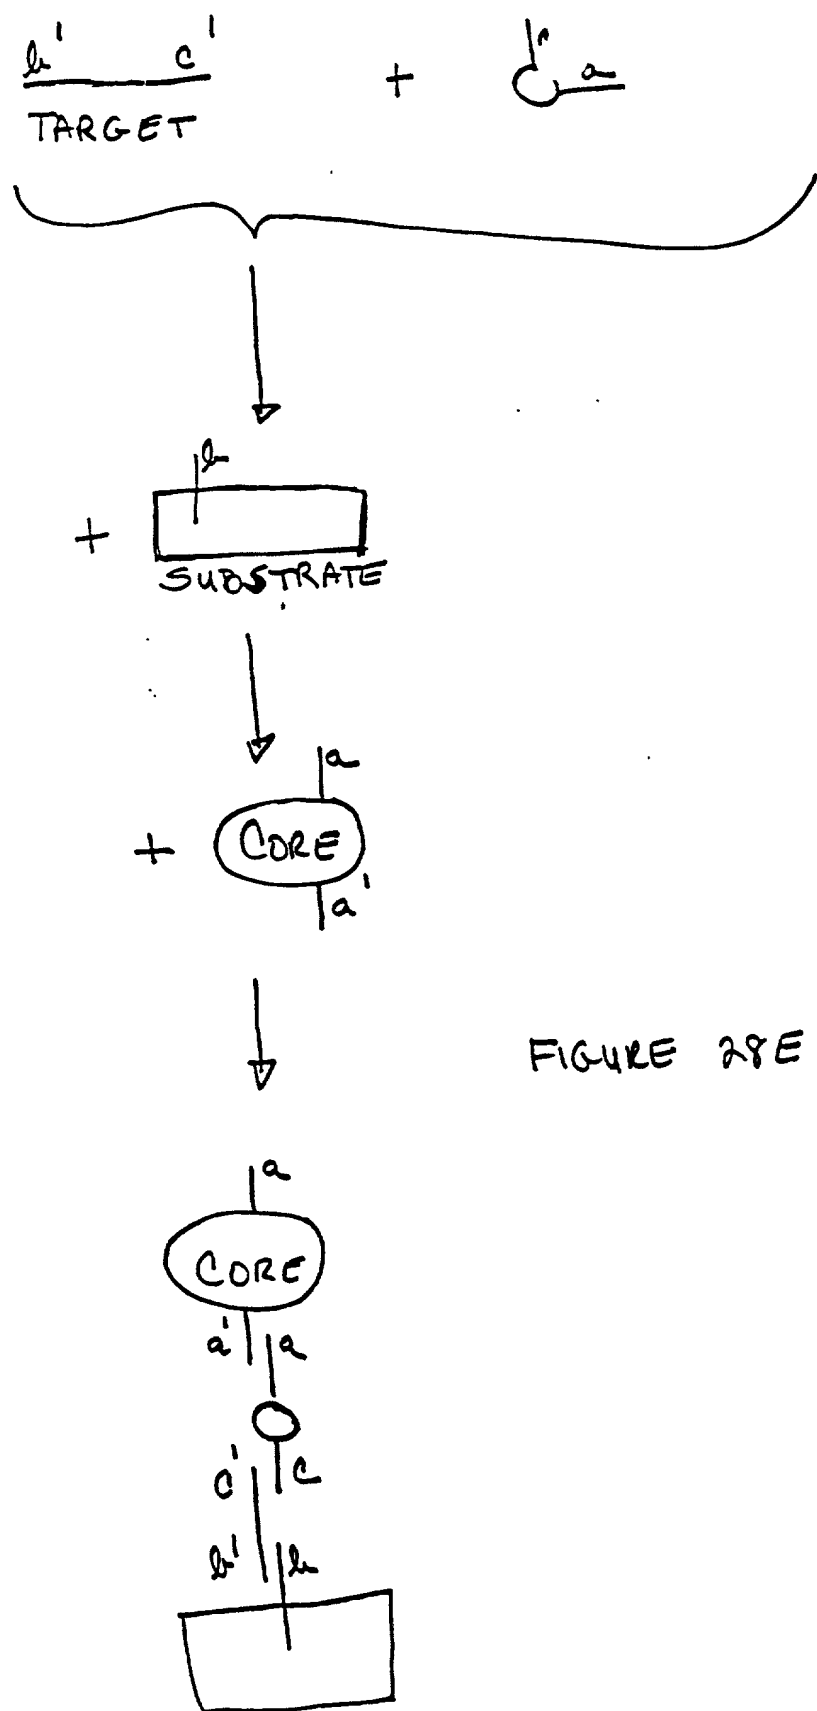 b' c' + c a
TARGET
b
+
SUBSTRATE
a
+ CORE
a'
FIGURE 28E
a
CORE
a' a
c' c
b' b